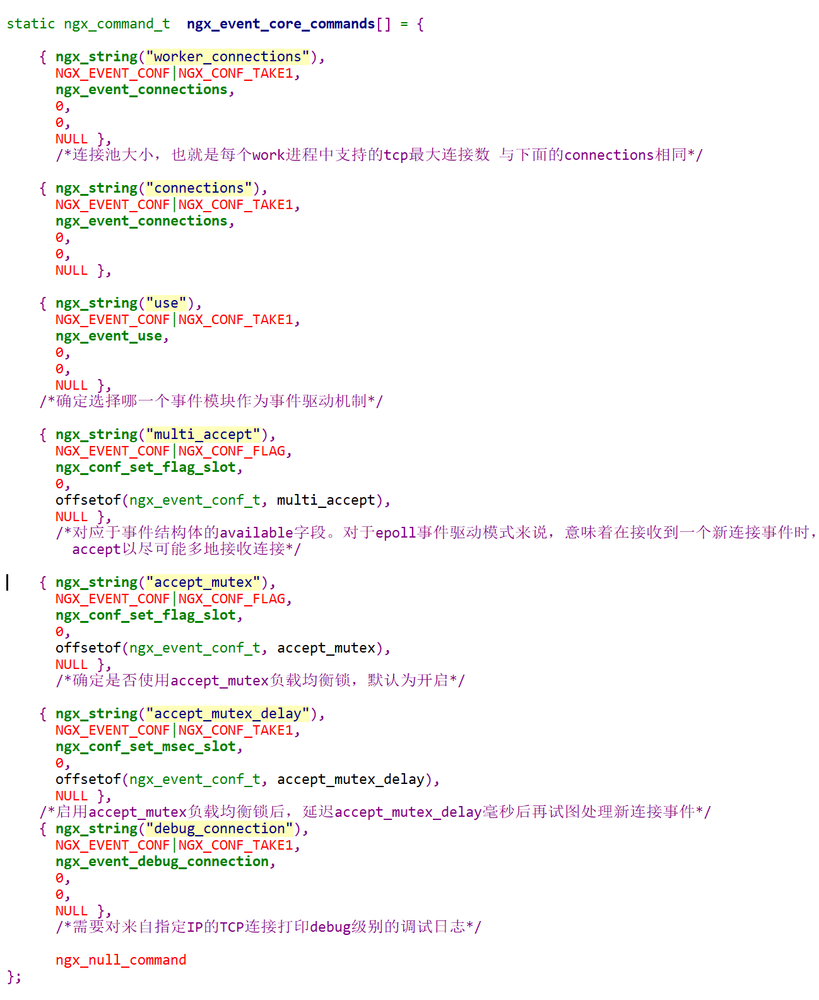 static ngx_command_t  ngx_event_core_commands[] = {
{ ngx_string("worker_connections"),
NGX_EVENT_CONF|NGX_CONF_TAKE1,
ngx_event_connections,
0,
0,
NULL },
/*连接池大小，也就是每个work进程中支持的tcp最大连接数 与下面的connections相同*/
{ ngx_string("connections"),
NGX_EVENT_CONF|NGX_CONF_TAKE1,
ngx_event_connections,
0,
0,
NULL },
{ ngx_string("use"),
NGX_EVENT_CONF|NGX_CONF_TAKE1,
ngx_event_use,
0,
0,
NULL },
/*确定选择哪一个事件模块作为事件驱动机制*/
{ ngx_string("multi_accept"),
NGX_EVENT_CONF|NGX_CONF_FLAG,
ngx_conf_set_flag_slot,
0,
offsetof(ngx_event_conf_t, multi_accept),
NULL },
/*对应于事件结构体的available字段。对于epoll事件驱动模式来说，意味着在接收到一个新连接事件时，
accept以尽可能多地接收连接*/
{ ngx_string("accept_mutex"),
NGX_EVENT_CONF|NGX_CONF_FLAG,
ngx_conf_set_flag_slot,
0,
offsetof(ngx_event_conf_t, accept_mutex),
NULL },
/*确定是否使用accept_mutex负载均衡锁，默认为开启*/
{ ngx_string("accept_mutex_delay"),
NGX_EVENT_CONF|NGX_CONF_TAKE1,
ngx_conf_set_msec_slot,
0,
offsetof(ngx_event_conf_t, accept_mutex_delay),
NULL },
/*启用accept_mutex负载均衡锁后，延迟accept_mutex_delay毫秒后再试图处理新连接事件*/
{ ngx_string("debug_connection"),
NGX_EVENT_CONF|NGX_CONF_TAKE1,
ngx_event_debug_connection,
0,
0,
NULL },
/*需要对来自指定IP的TCP连接打印debug级别的调试日志*/
ngx_null_command
};